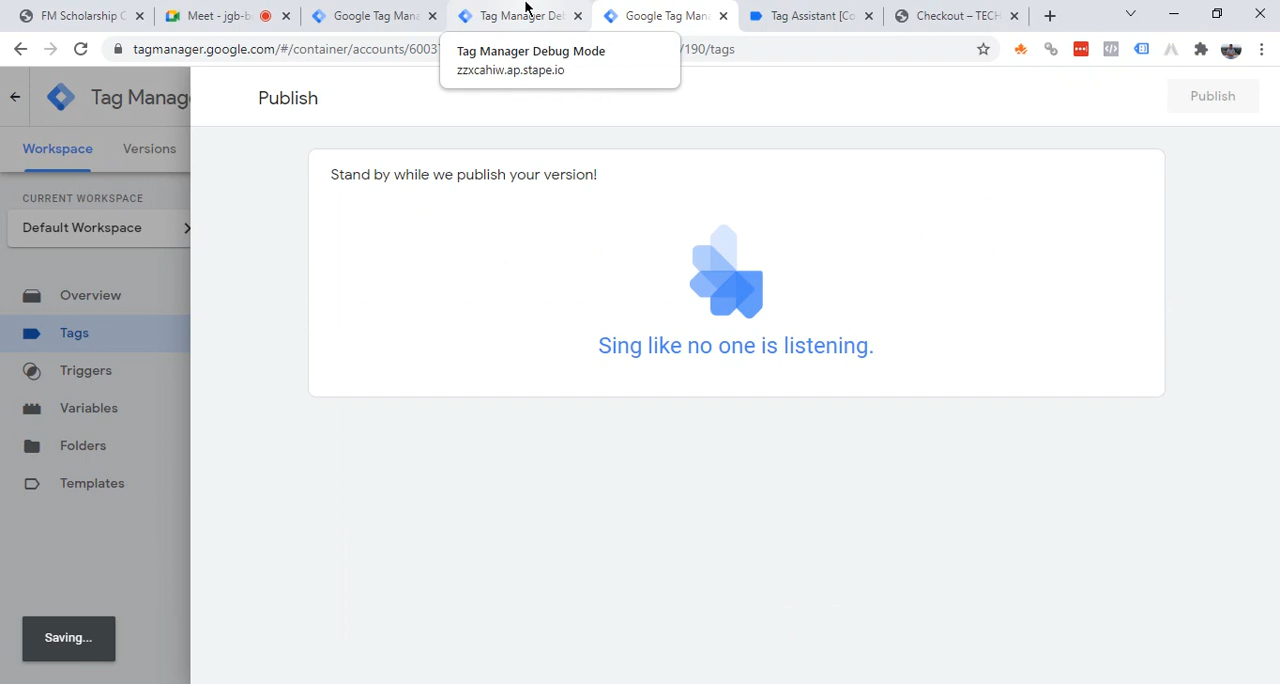 FM Scholarship C
Meet - jgb-b
Google Tag Mana
Tag Manager De
Google Tag Mana
Tag Assistant [Co
Checkout – TECH
tagmanager.google.com/#/container/accounts/6003
/190/tags
Tag Manager Debug Mode
zzxcahiw.ap.stape.io
Tag Manag
Publish
Publish
Workspace
Versions
Stand by while we publish your version!
CURRENT WORKSPACE
Default Workspace
Overview
Tags
Triggers
Variables
Folders
Templates
Sing like no one is listening.
Saving...